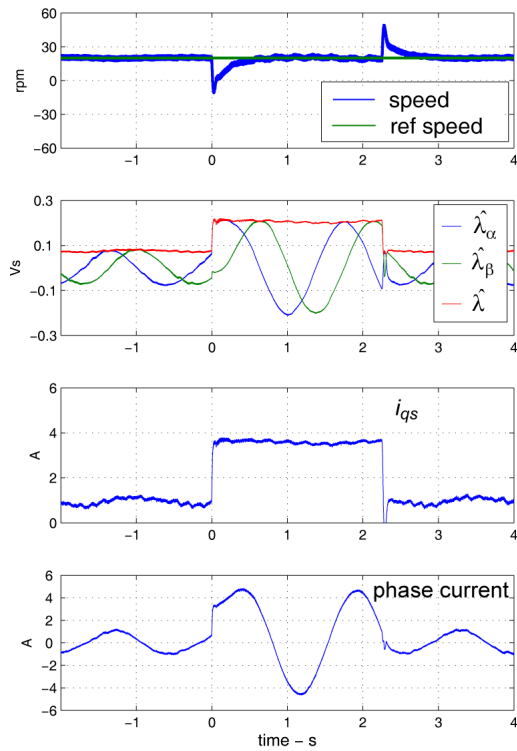 60
30
0
−30
−60
rpm
speed
ref speed
−1 0 1 2 3 4
0.3
0.1
−0.1
−0.3
Vs
λ̂α
λ̂β
λ̂
−1 0 1 2 3 4
6
4
2
0
A
iqs
−1 0 1 2 3 4
6
4
2
0
−2
−4
−6
A
phase current
−1 0 1 2 3 4
time − s